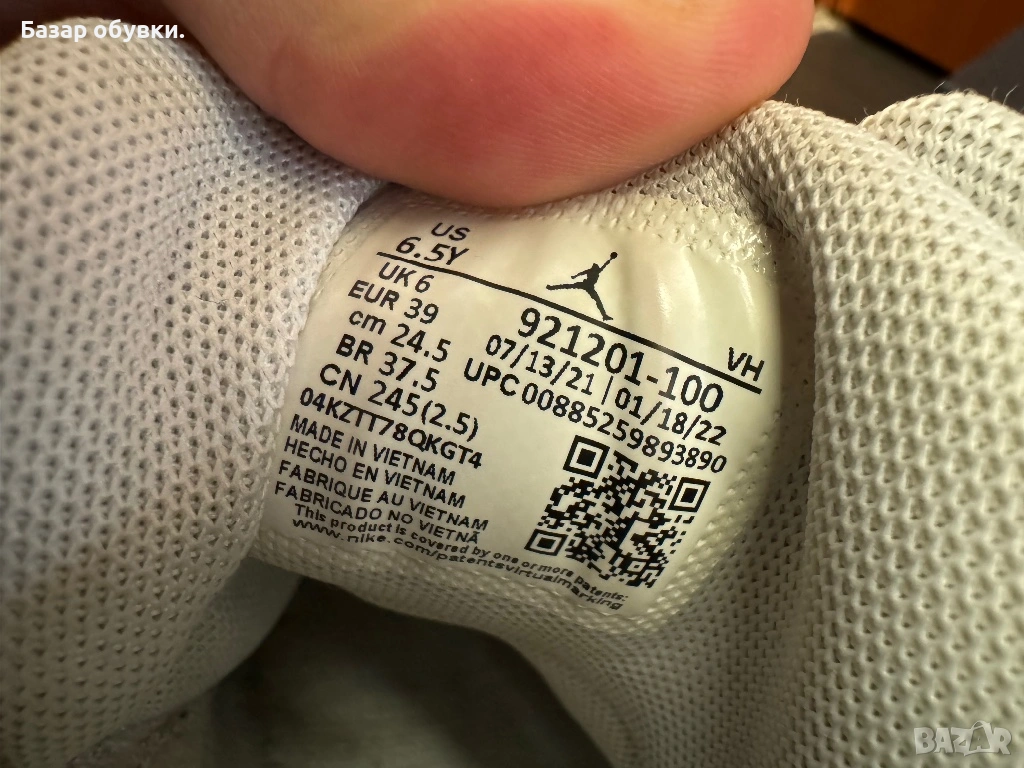 Базар обувки.
US
6.5Y
UK 6
EUR 39
cm 24.5
BR 37.5
CN 245(2.5)
04KZTT78QKGT4
MADE IN VIETNAM
HECHO EN VIETNAM
FABRIQUE AU VIETNAM
FABRICADO NO VIETNÃ
This product is covered by one or more patents:
www.nike.com/patentsvirtualmarking
VH
921201-100
07/13/21 | 01/18/22
UPC 00885259893890
BAZAR